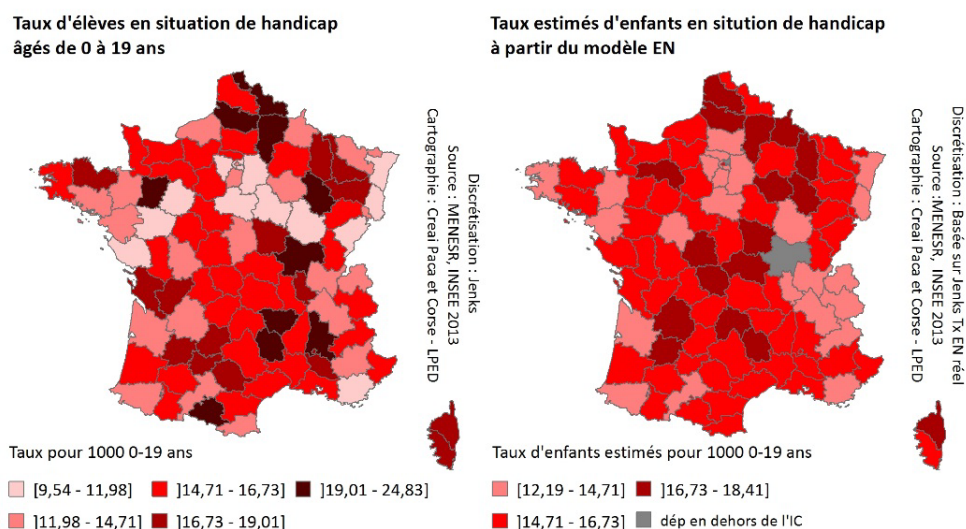 Taux d'élèves en situation de handicap
âgés de 0 à 19 ans
Discrétisation : Jenks
Source : MENESR, INSEE 2013
Cartographie : Creai Paca et Corse - LPED
Taux pour 1000 0-19 ans
[9,54 - 11,98]
]14,71 - 16,73]
]19,01 - 24,83]
]11,98 - 14,71]
]16,73 - 19,01]
Taux estimés d'enfants en sitution de handicap
à partir du modèle EN
Discrétisation : Basée sur Jenks Tx EN réel
Source :MENESR, INSEE 2013
Cartographie : Creai Paca et Corse - LPED
Taux d'enfants estimés pour 1000 0-19 ans
[12,19 - 14,71]
]16,73 - 18,41]
]14,71 - 16,73]
dép en dehors de l'IC